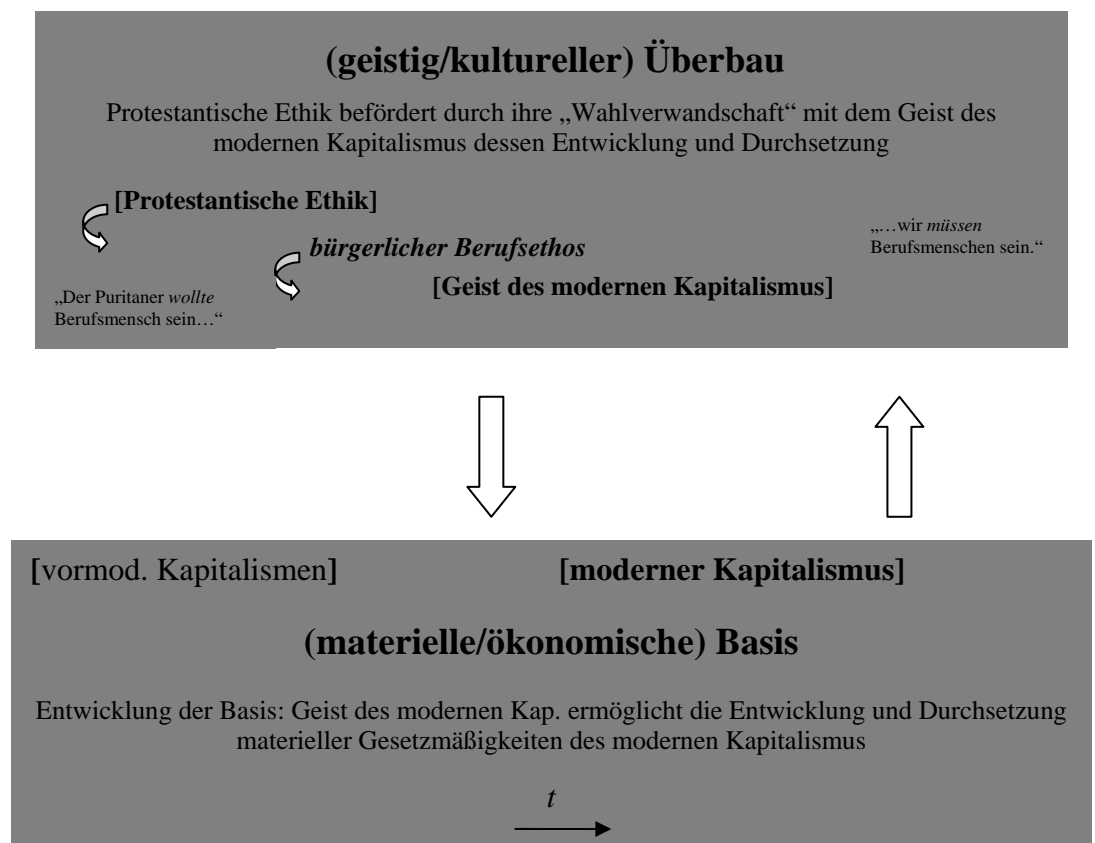 (geistig/kultureller) Überbau
Protestantische Ethik befördert durch ihre „Wahlverwandschaft“ mit dem Geist des
modernen Kapitalismus dessen Entwicklung und Durchsetzung
[Protestantische Ethik]
„…wir müssen
Berufsmenschen sein.“
bürgerlicher Berufsethos
[Geist des modernen Kapitalismus]
„Der Puritaner wollte
Berufsmensch sein…“
[vormod. Kapitalismen]
[moderner Kapitalismus]
(materielle/ökonomische) Basis
Entwicklung der Basis: Geist des modernen Kap. ermöglicht die Entwicklung und Durchsetzung
materieller Gesetzmäßigkeiten des modernen Kapitalismus
t